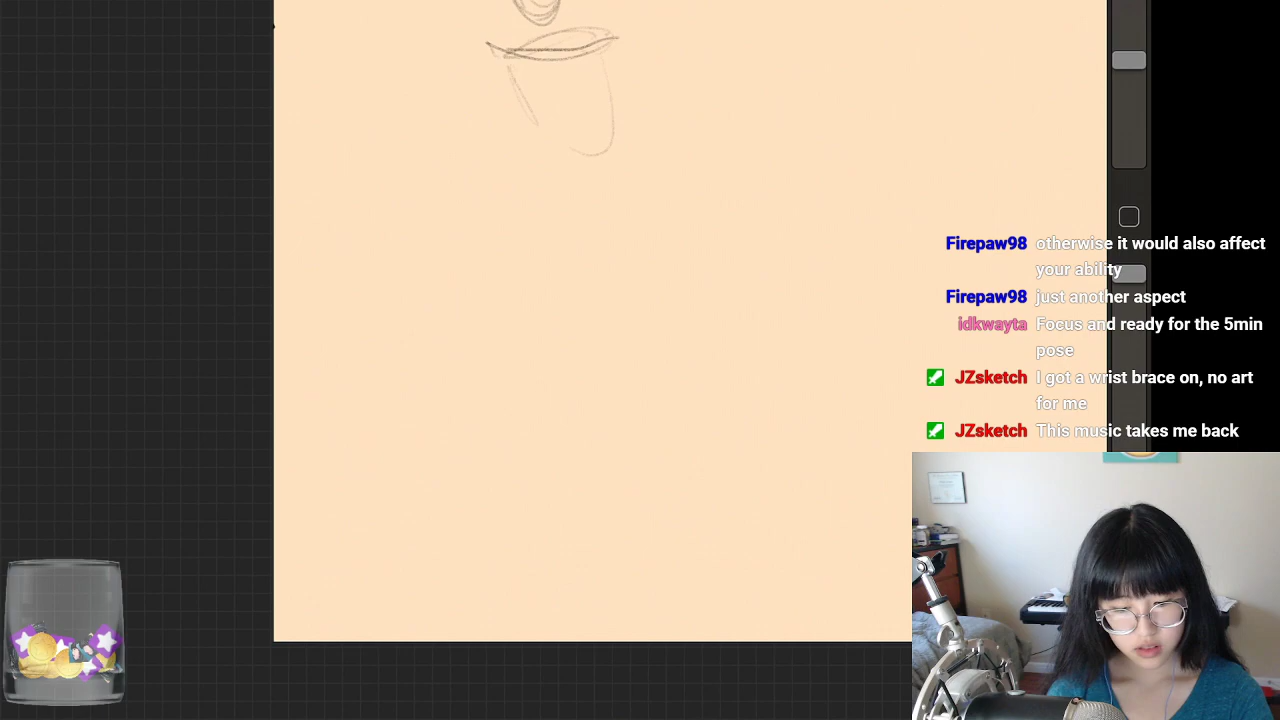 Firepaw98 otherwise it would also affect
your ability
Firepaw98 just another aspect
idkwayta Focus and ready for the 5min
pose
JZsketch I got a wrist brace on, no art
for me
JZsketch This music takes me back